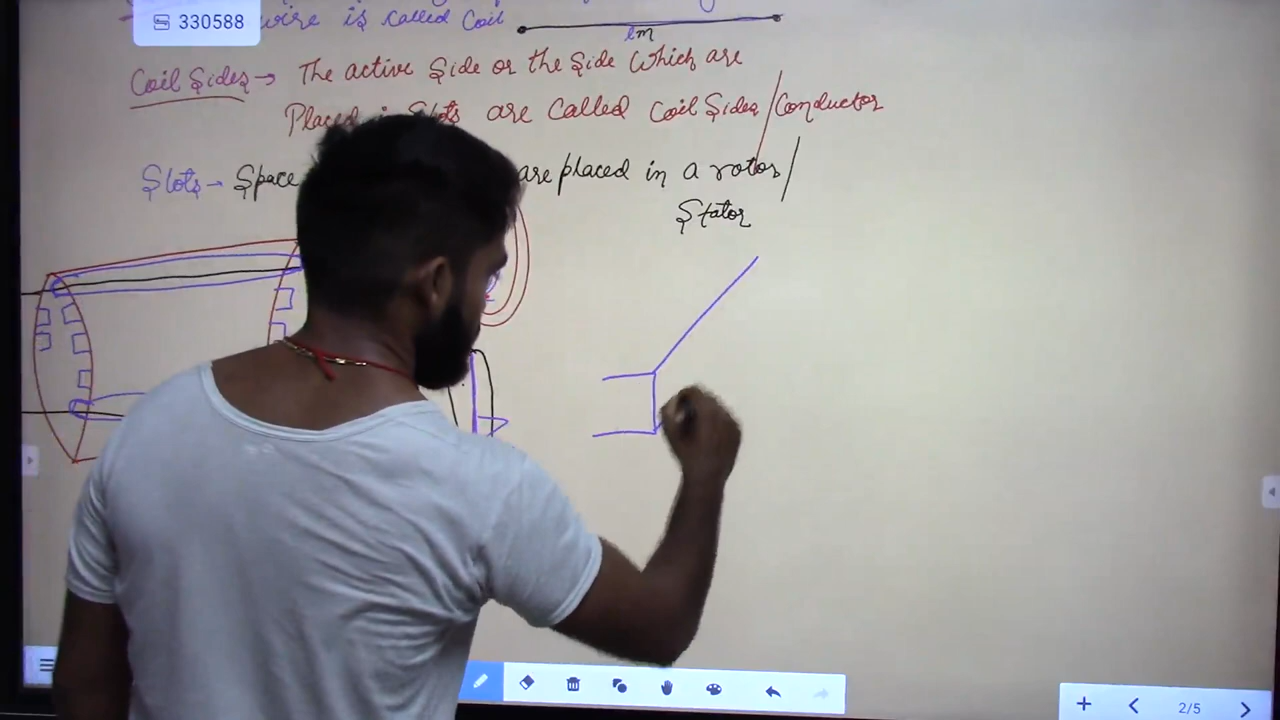 330588
wire is called Coil
1m
Coil Sides → The active Side or the Side Which are
Placed in Slots are Called Coil Sides/Conductor
Slots → Space are placed in a rotor/
Stator
2/5